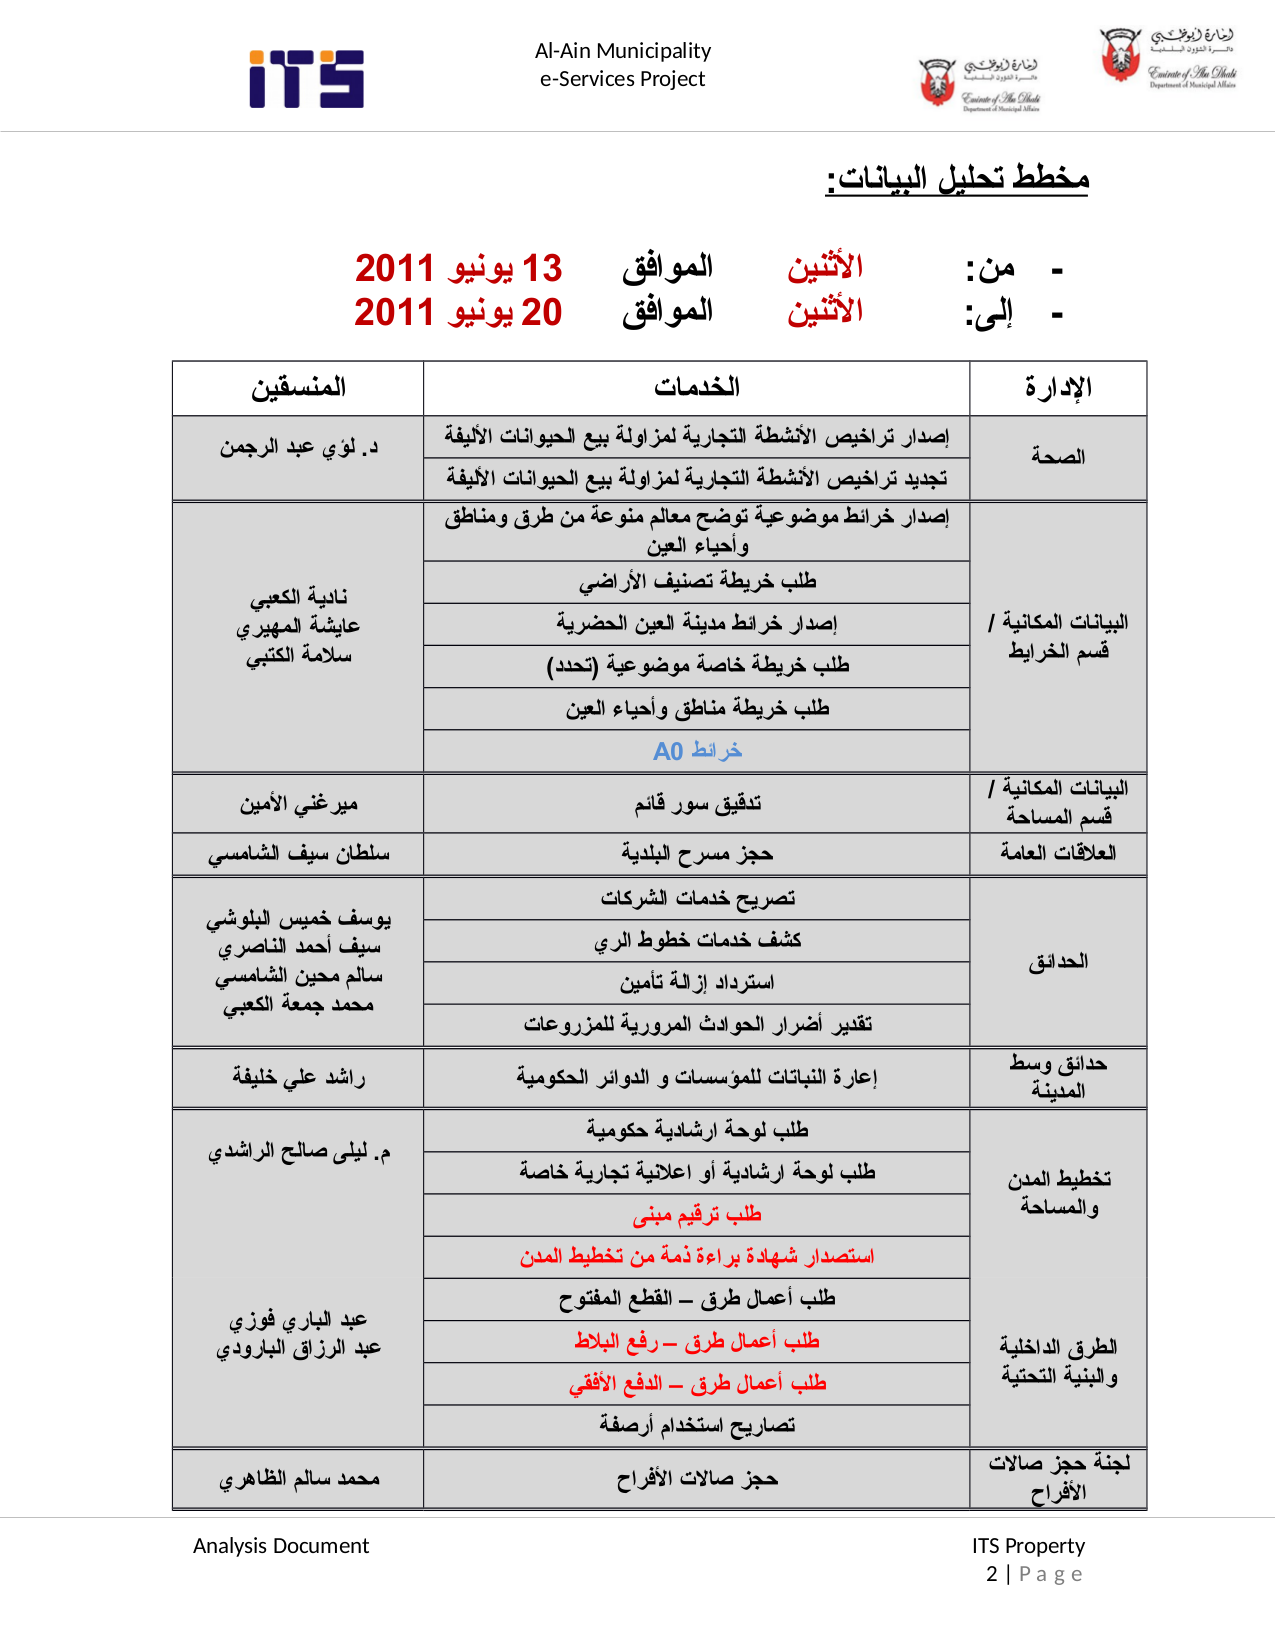 iTS
Al-Ain Municipality
e-Services Project
إمارة أبوظبي
دائرة الشؤون البلدية
Emirate of Abu Dhabi
Department of Municipal Affairs
إمارة أبوظبي
دائرة الشؤون البلدية
Emirate of Abu Dhabi
Department of Municipal Affairs
مخطط تحليل البيانات:
- من: الأثنين الموافق 13 يونيو 2011
- إلى: الأثنين الموافق 20 يونيو 2011
الإدارة الخدمات المنسقين
الصحة
إصدار تراخيص الأنشطة التجارية لمزاولة بيع الحيوانات الأليفة
تجديد تراخيص الأنشطة التجارية لمزاولة بيع الحيوانات الأليفة
د. لؤي عبد الرجمن
البيانات المكانية /
قسم الخرايط
إصدار خرائط موضوعية توضح معالم منوعة من طرق ومناطق
وأحياء العين
طلب خريطة تصنيف الأراضي
إصدار خرائط مدينة العين الحضرية
طلب خريطة خاصة موضوعية (تحدد)
طلب خريطة مناطق وأحياء العين
خرائط A0
نادية الكعبي
عايشة المهيري
سلامة الكتبي
البيانات المكانية /
قسم المساحة
تدقيق سور قائم
ميرغني الأمين
العلاقات العامة
حجز مسرح البلدية
سلطان سيف الشامسي
الحدائق
تصريح خدمات الشركات
كشف خدمات خطوط الري
استرداد إزالة تأمين
تقدير أضرار الحوادث المرورية للمزروعات
يوسف خميس البلوشي
سيف أحمد الناصري
سالم محين الشامسي
محمد جمعة الكعبي
حدائق وسط
المدينة
إعارة النباتات للمؤسسات و الدوائر الحكومية
راشد علي خليفة
تخطيط المدن
والمساحة
طلب لوحة ارشادية حكومية
طلب لوحة ارشادية أو اعلانية تجارية خاصة
طلب ترقيم مبنى
استصدار شهادة براءة ذمة من تخطيط المدن
م. ليلى صالح الراشدي
الطرق الداخلية
والبنية التحتية
طلب أعمال طرق – القطع المفتوح
طلب أعمال طرق – رفع البلاط
طلب أعمال طرق – الدفع الأفقي
تصاريح استخدام أرصفة
عبد الباري فوزي
عبد الرزاق البارودي
لجنة حجز صالات
الأفراح
حجز صالات الأفراح
محمد سالم الظاهري
Analysis Document
ITS Property
2 | Page